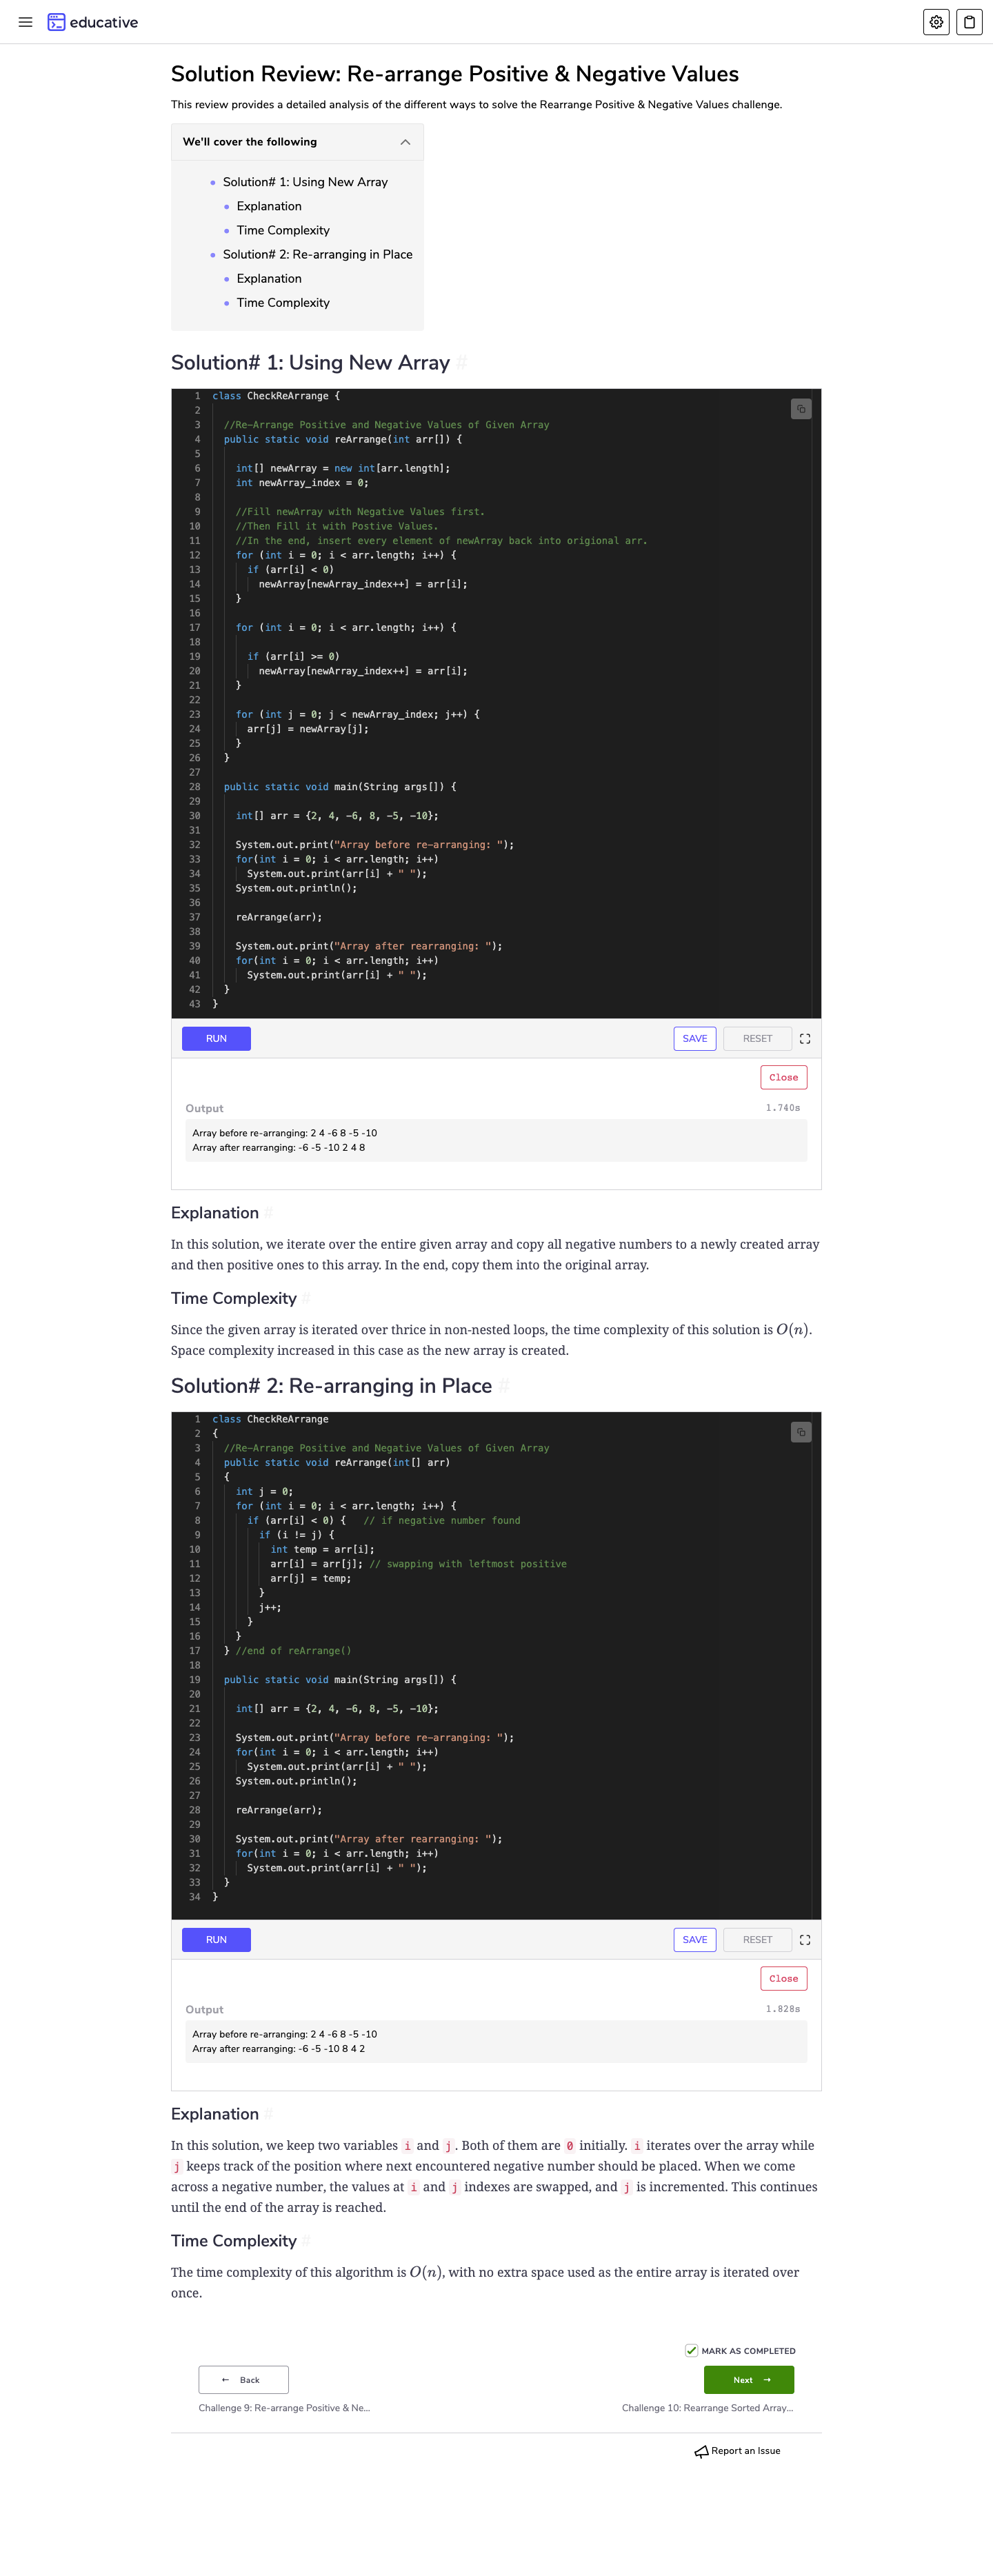 educative
Solution Review: Re-arrange Positive & Negative Values
This review provides a detailed analysis of the different ways to solve the Rearrange Positive & Negative Values challenge.
We'll cover the following
Solution# 1: Using New Array
Explanation
Time Complexity
Solution# 2: Re-arranging in Place
Explanation
Time Complexity
Solution# 1: Using New Array #
1 class CheckReArrange {
2
3 //Re-Arrange Positive and Negative Values of Given Array
4 public static void reArrange(int arr[]) {
5
6 int[] newArray = new int[arr.length];
7 int newArray_index = 0;
8
9 //Fill newArray with Negative Values first.
10 //Then Fill it with Postive Values.
11 //In the end, insert every element of newArray back into origional arr.
12 for (int i = 0; i < arr.length; i++) {
13 if (arr[i] < 0)
14 newArray[newArray_index++] = arr[i];
15 }
16
17 for (int i = 0; i < arr.length; i++) {
18
19 if (arr[i] >= 0)
20 newArray[newArray_index++] = arr[i];
21 }
22
23 for (int j = 0; j < newArray_index; j++) {
24 arr[j] = newArray[j];
25 }
26 }
27
28 public static void main(String args[]) {
29
30 int[] arr = {2, 4, -6, 8, -5, -10};
31
32 System.out.print("Array before re-arranging: ");
33 for(int i = 0; i < arr.length; i++)
34 System.out.print(arr[i] + " ");
35 System.out.println();
36
37 reArrange(arr);
38
39 System.out.print("Array after rearranging: ");
40 for(int i = 0; i < arr.length; i++)
41 System.out.print(arr[i] + " ");
42 }
43 }
RUN SAVE RESET
Close
Output 1.740s
Array before re-arranging: 2 4 -6 8 -5 -10
Array after rearranging: -6 -5 -10 2 4 8
Explanation #
In this solution, we iterate over the entire given array and copy all negative numbers to a newly created array
and then positive ones to this array. In the end, copy them into the original array.
Time Complexity #
Since the given array is iterated over thrice in non-nested loops, the time complexity of this solution is O(n).
Space complexity increased in this case as the new array is created.
Solution# 2: Re-arranging in Place #
1 class CheckReArrange
2 {
3 //Re-Arrange Positive and Negative Values of Given Array
4 public static void reArrange(int[] arr)
5 {
6 int j = 0;
7 for (int i = 0; i < arr.length; i++) {
8 if (arr[i] < 0) { // if negative number found
9 if (i != j) {
10 int temp = arr[i];
11 arr[i] = arr[j]; // swapping with leftmost positive
12 arr[j] = temp;
13 }
14 j++;
15 }
16 }
17 } //end of reArrange()
18
19 public static void main(String args[]) {
20
21 int[] arr = {2, 4, -6, 8, -5, -10};
22
23 System.out.print("Array before re-arranging: ");
24 for(int i = 0; i < arr.length; i++)
25 System.out.print(arr[i] + " ");
26 System.out.println();
27
28 reArrange(arr);
29
30 System.out.print("Array after rearranging: ");
31 for(int i = 0; i < arr.length; i++)
32 System.out.print(arr[i] + " ");
33 }
34 }
RUN SAVE RESET
Close
Output 1.828s
Array before re-arranging: 2 4 -6 8 -5 -10
Array after rearranging: -6 -5 -10 8 4 2
Explanation #
In this solution, we keep two variables i and j. Both of them are 0 initially. i iterates over the array while
j keeps track of the position where next encountered negative number should be placed. When we come
across a negative number, the values at i and j indexes are swapped, and j is incremented. This continues
until the end of the array is reached.
Time Complexity #
The time complexity of this algorithm is O(n), with no extra space used as the entire array is iterated over
once.
MARK AS COMPLETED
← Back Next →
Challenge 9: Re-arrange Positive & Ne... Challenge 10: Rearrange Sorted Array...
Report an Issue